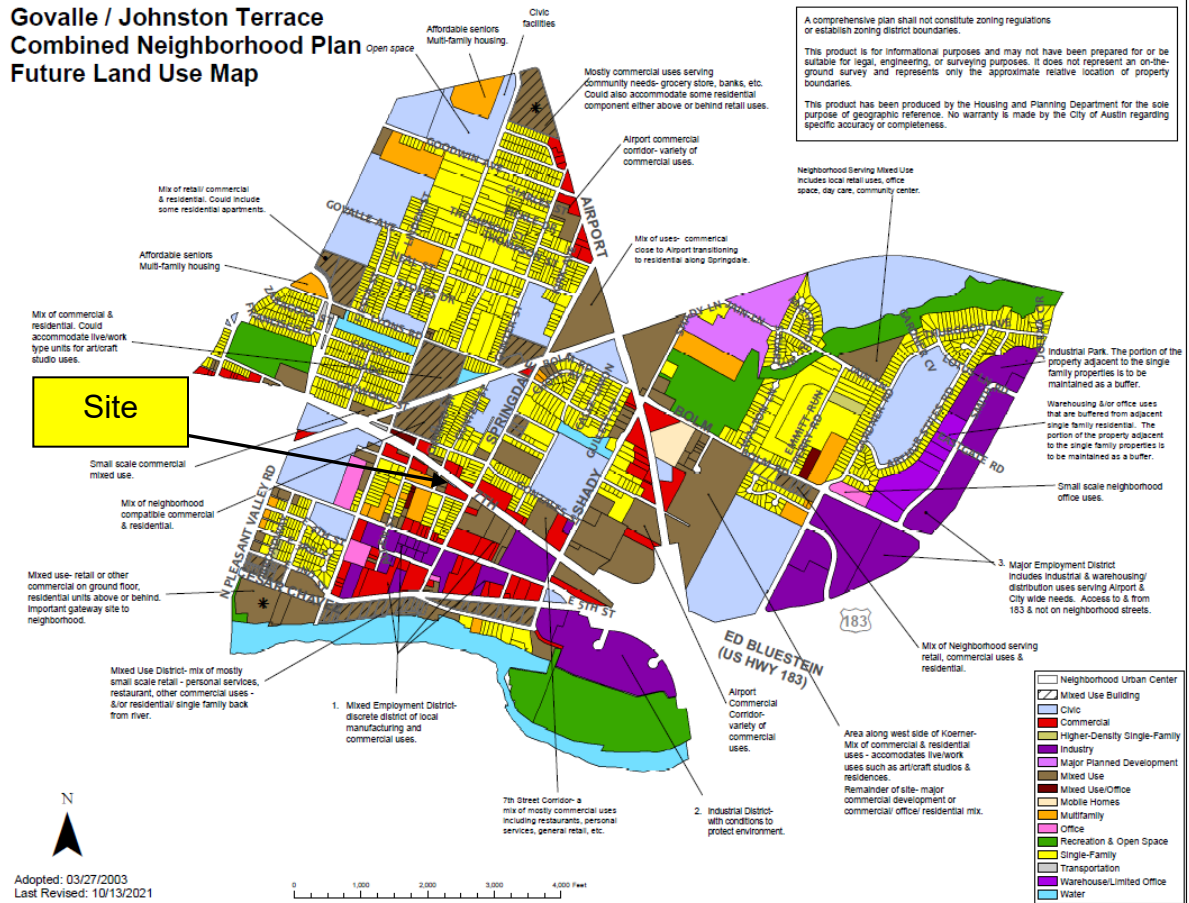 Govalle / Johnston Terrace
Combined Neighborhood Plan
Future Land Use Map
A comprehensive plan shall not constitute zoning regulations
or establish zoning district boundaries.
This product is for informational purposes and may not have been prepared for or be
suitable for legal, engineering, or surveying purposes. It does not represent an on-the-
ground survey and represents only the approximate relative location of property
boundaries.
This product has been produced by the Housing and Planning Department for the sole
purpose of geographic reference. No warranty is made by the City of Austin regarding
specific accuracy or completeness.
Open space
Affordable seniors
Multi-family housing.
Civic
facilities
Mostly commercial uses serving
community needs- grocery store, banks, etc.
Could also accommodate some residential
component either above or behind retail uses.
Airport commercial
corridor- variety of
commercial uses.
Neighborhood Serving Mixed Use
includes local retail uses, office
space, day care, community center.
Mix of retail/ commercial
& residential. Could include
some residential apartments.
Mix of uses- commerical
close to Airport transitioning
to residential along Springdale.
Affordable seniors
Multi-family housing
Mix of commercial &
residential. Could
accommodate live/work
type units for art/craft
studio uses.
Site
Small scale commercial
mixed use.
Mix of neighborhood
compatible commercial
& residential.
Mixed use- retail or other
commercial on ground floor,
residential units above or behind.
Important gateway site to
neighborhood.
Mixed Use District- mix of mostly
small scale retail - personal services,
restaurant, other commercial uses -
&/or residential/ single family back
from river.
1. Mixed Employment District-
discrete district of local
manufacturing and
commercial uses.
7th Street Corridor- a
mix of mostly commercial uses
including restaurants, personal
services, general retail, etc.
2. Industrial District-
with conditions to
protect environment.
Airport
Commercial
Corridor-
variety of
commercial
uses.
Area along west side of Koerner-
Mix of commercial & residential
uses - accomodates live/work
uses such as art/craft studios &
residences.
Remainder of site- major
commercial development or
commercial/ office/ residential mix.
Mix of Neighborhood serving
retail, commercial uses &
residential.
3. Major Employment District
includes industrial & warehousing/
distribution uses serving Airport &
City wide needs. Access to & from
183 & not on neighborhood streets.
Small scale neighborhood
office uses.
Warehousing &/or office uses
that are buffered from adjacent
single family residential. The
portion of the property adjacent
to the single family properties is
to be maintained as a buffer.
Industrial Park. The portion of the
property adjacent to the single
family properties is to be
maintained as a buffer.
GOODWIN AVE
GOVALLE AVE
AIRPORT
SPRINGDALE
BOLM
SHADY
7TH
N PLEASANT VALLEY RD
E 5TH ST
EMMITT RUN
ED BLUESTEIN
(US HWY 183)
183
Neighborhood Urban Center
Mixed Use Building
Civic
Commercial
Higher-Density Single-Family
Industry
Major Planned Development
Mixed Use
Mixed Use/Office
Mobile Homes
Multifamily
Office
Recreation & Open Space
Single-Family
Transportation
Warehouse/Limited Office
Water
N
Adopted: 03/27/2003
Last Revised: 10/13/2021
0 1,000 2,000 3,000 4,000 Feet